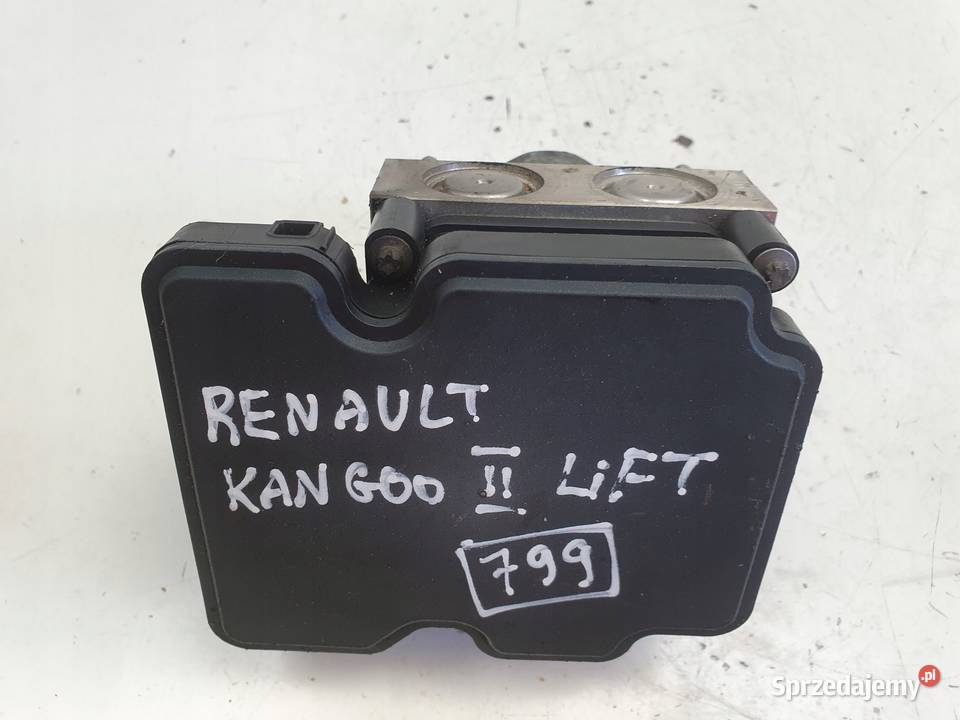 RENAULT
KANGOO II LiFT
799
Sprzedajemy.pl